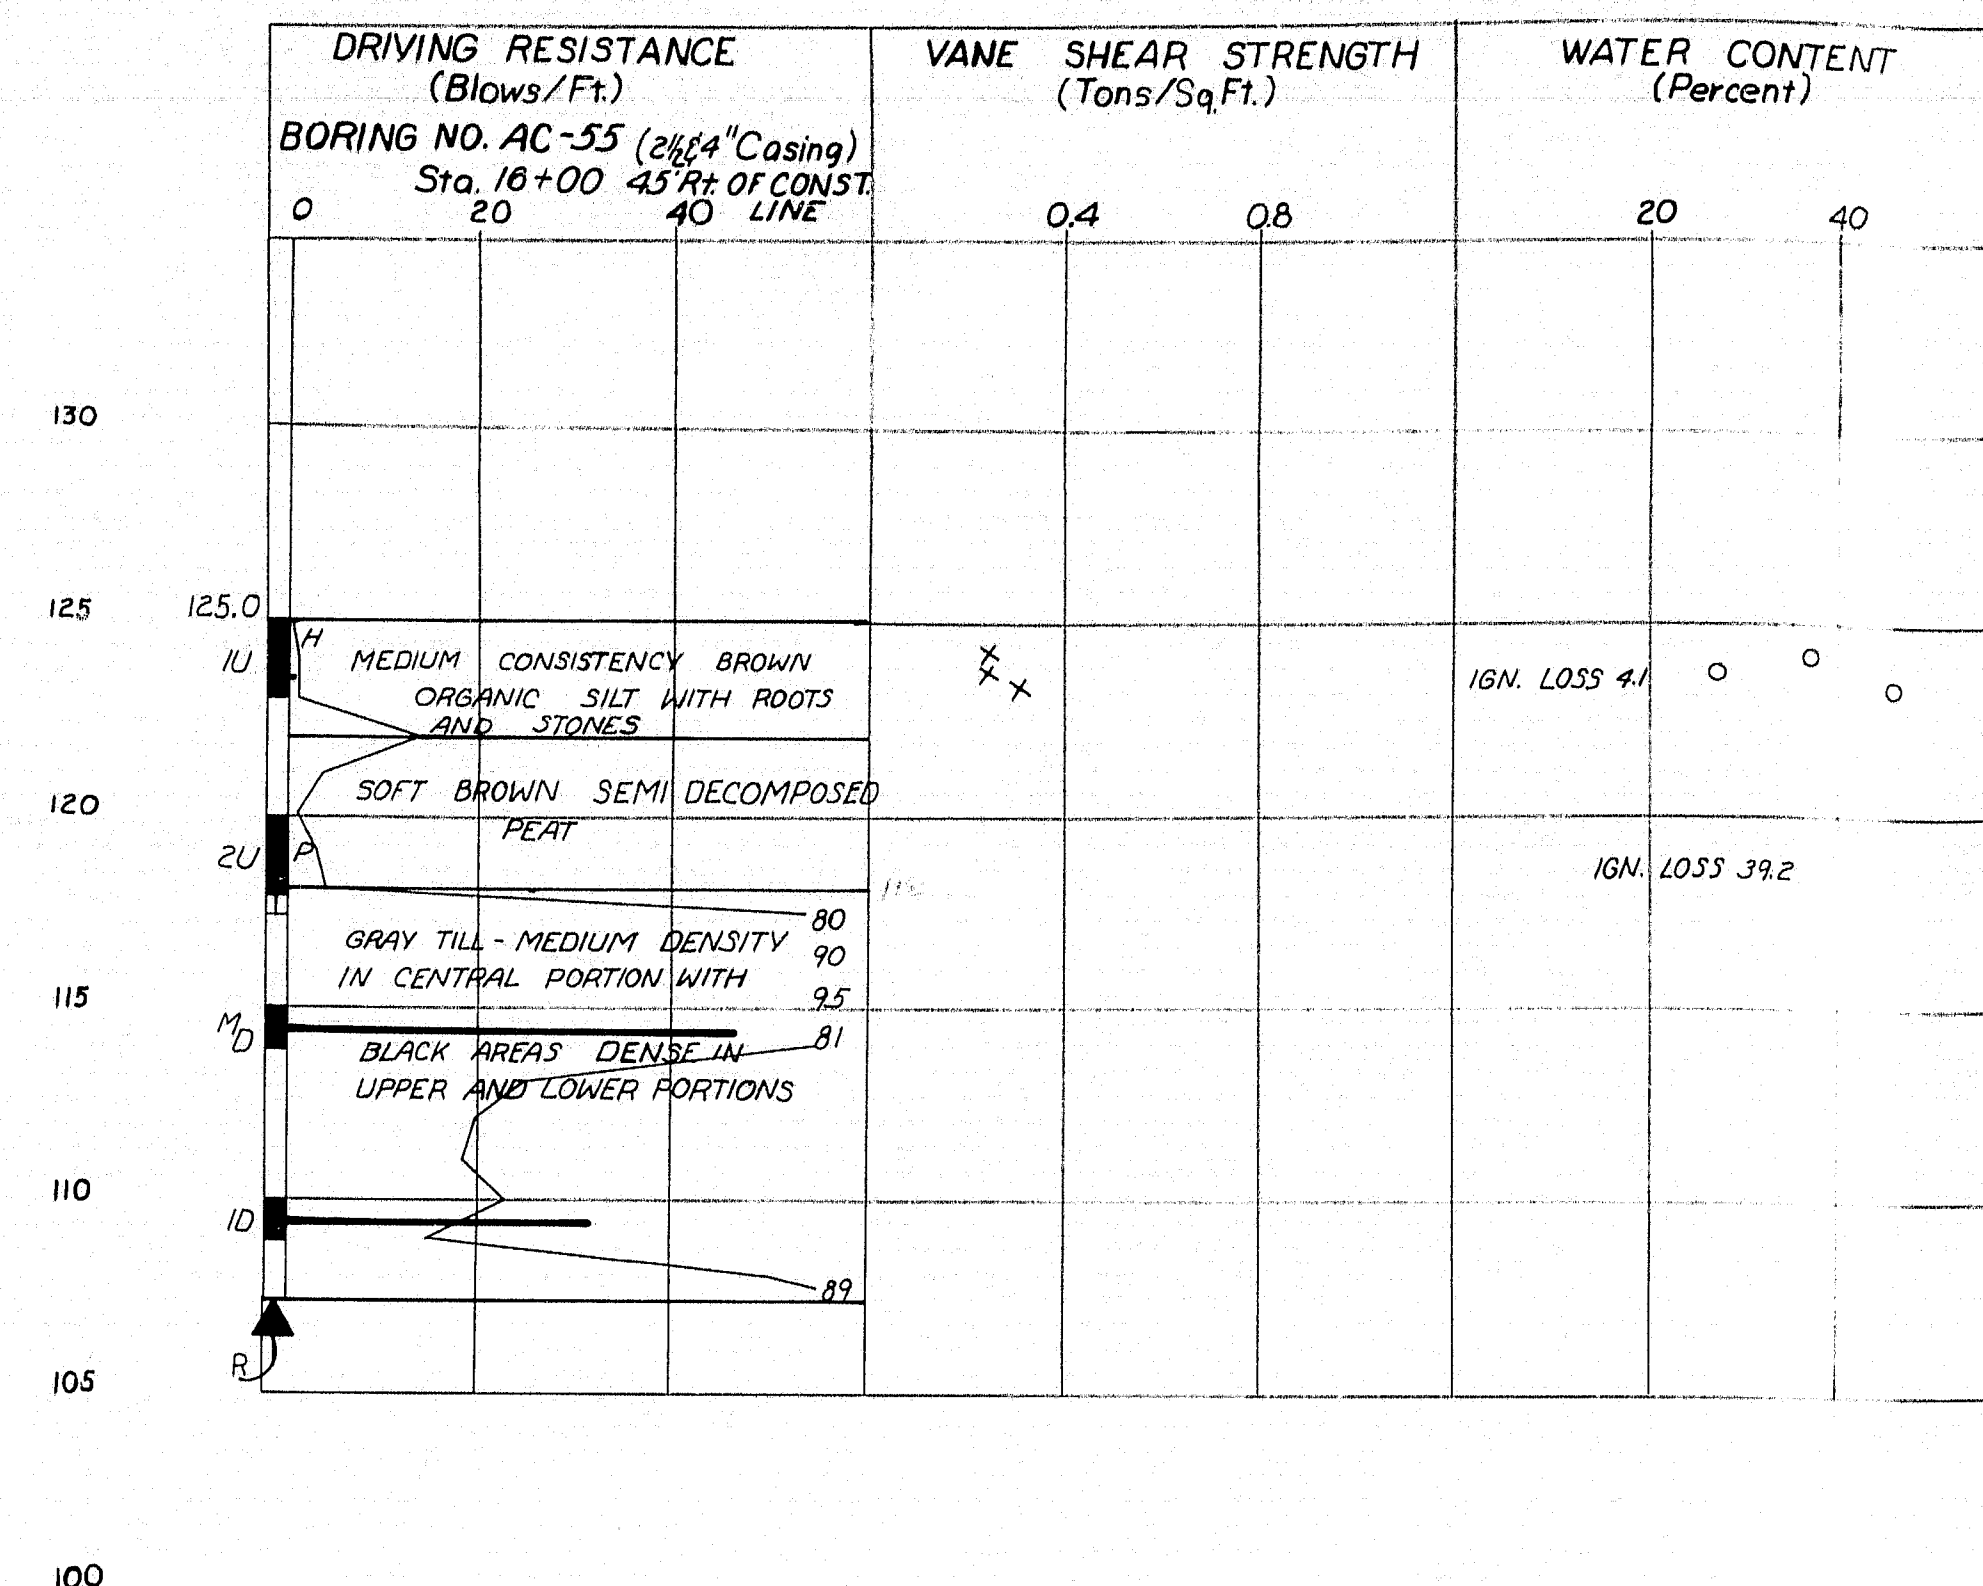 DRIVING RESISTANCE
(Blows/Ft.)
BORING NO. AC-55 (2½&4"Casing)
Sta. 16+00 45'Rt. OF CONST.
LINE
0 20 40
VANE SHEAR STRENGTH
(Tons/Sq.Ft.)
0.4 0.8
WATER CONTENT
(Percent)
20 40
130
125 125.0
H
1U MEDIUM CONSISTENCY BROWN
ORGANIC SILT WITH ROOTS
AND STONES
IGN. LOSS 4.1
SOFT BROWN SEMI DECOMPOSED
120
PEAT
2U P
IGN. LOSS 39.2
80
GRAY TILL - MEDIUM DENSITY
90
IN CENTRAL PORTION WITH
115 95
MD 81
BLACK AREAS DENSE IN
UPPER AND LOWER PORTIONS
110
1D
89
R
105
100